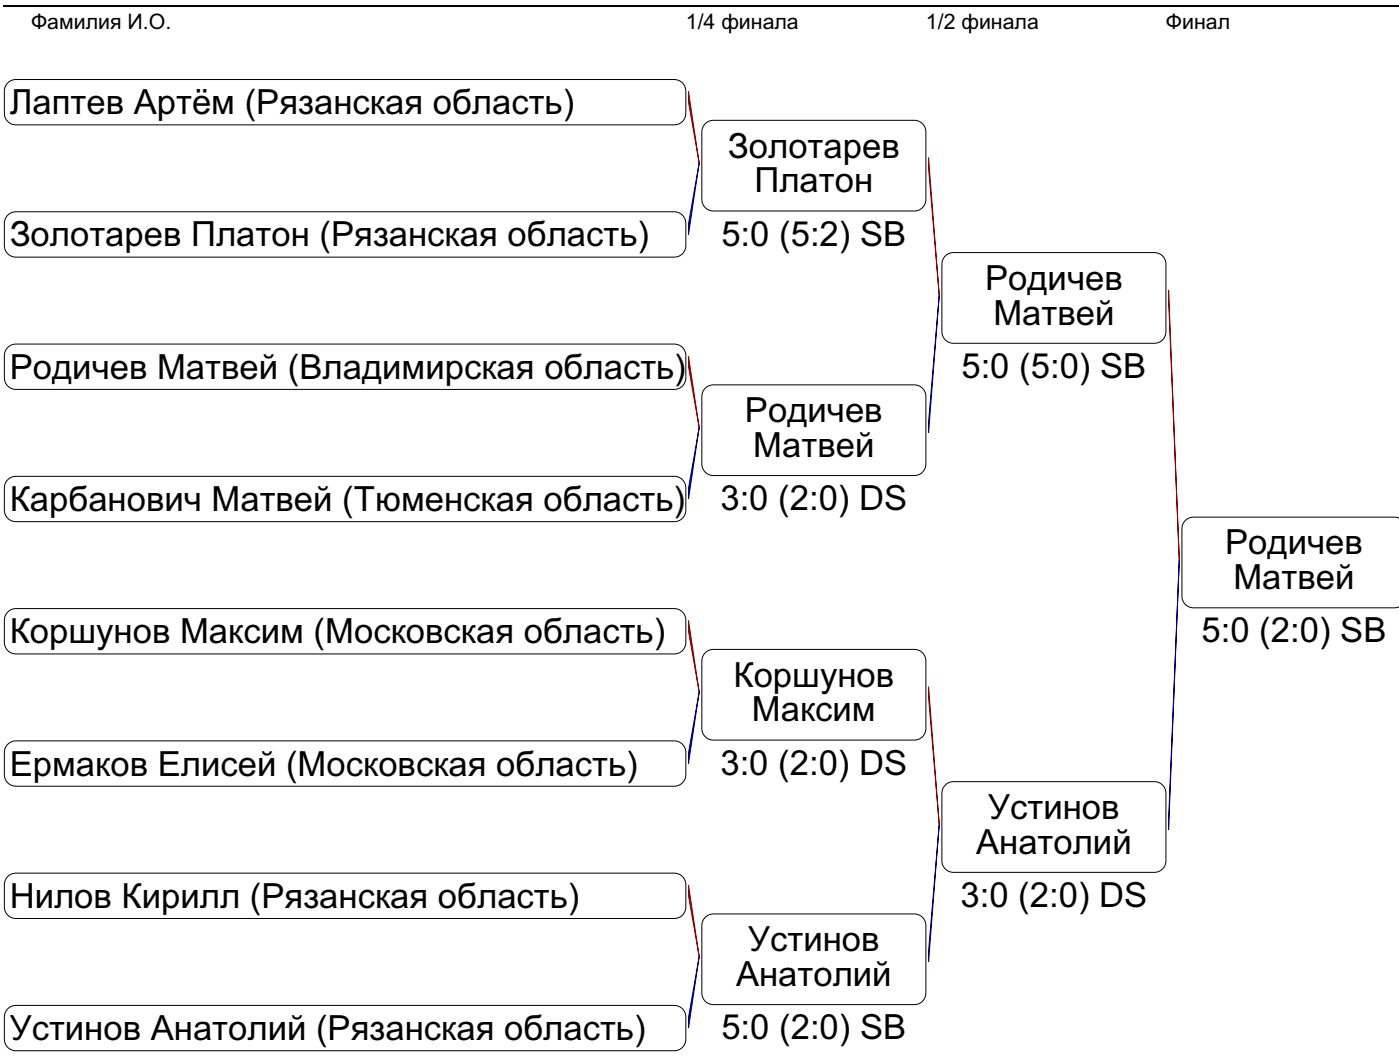 Фамилия И.О. 1/4 финала 1/2 финала Финал
Лаптев Артём (Рязанская область)
Золотарев
Платон
Золотарев Платон (Рязанская область)
5:0 (5:2) SB
Родичев
Матвей
Родичев Матвей (Владимирская область)
5:0 (5:0) SB
Родичев
Матвей
Карбанович Матвей (Тюменская область)
3:0 (2:0) DS
Родичев
Матвей
Коршунов Максим (Московская область)
5:0 (2:0) SB
Коршунов
Максим
Ермаков Елисей (Московская область)
3:0 (2:0) DS
Устинов
Анатолий
Нилов Кирилл (Рязанская область)
3:0 (2:0) DS
Устинов
Анатолий
Устинов Анатолий (Рязанская область)
5:0 (2:0) SB